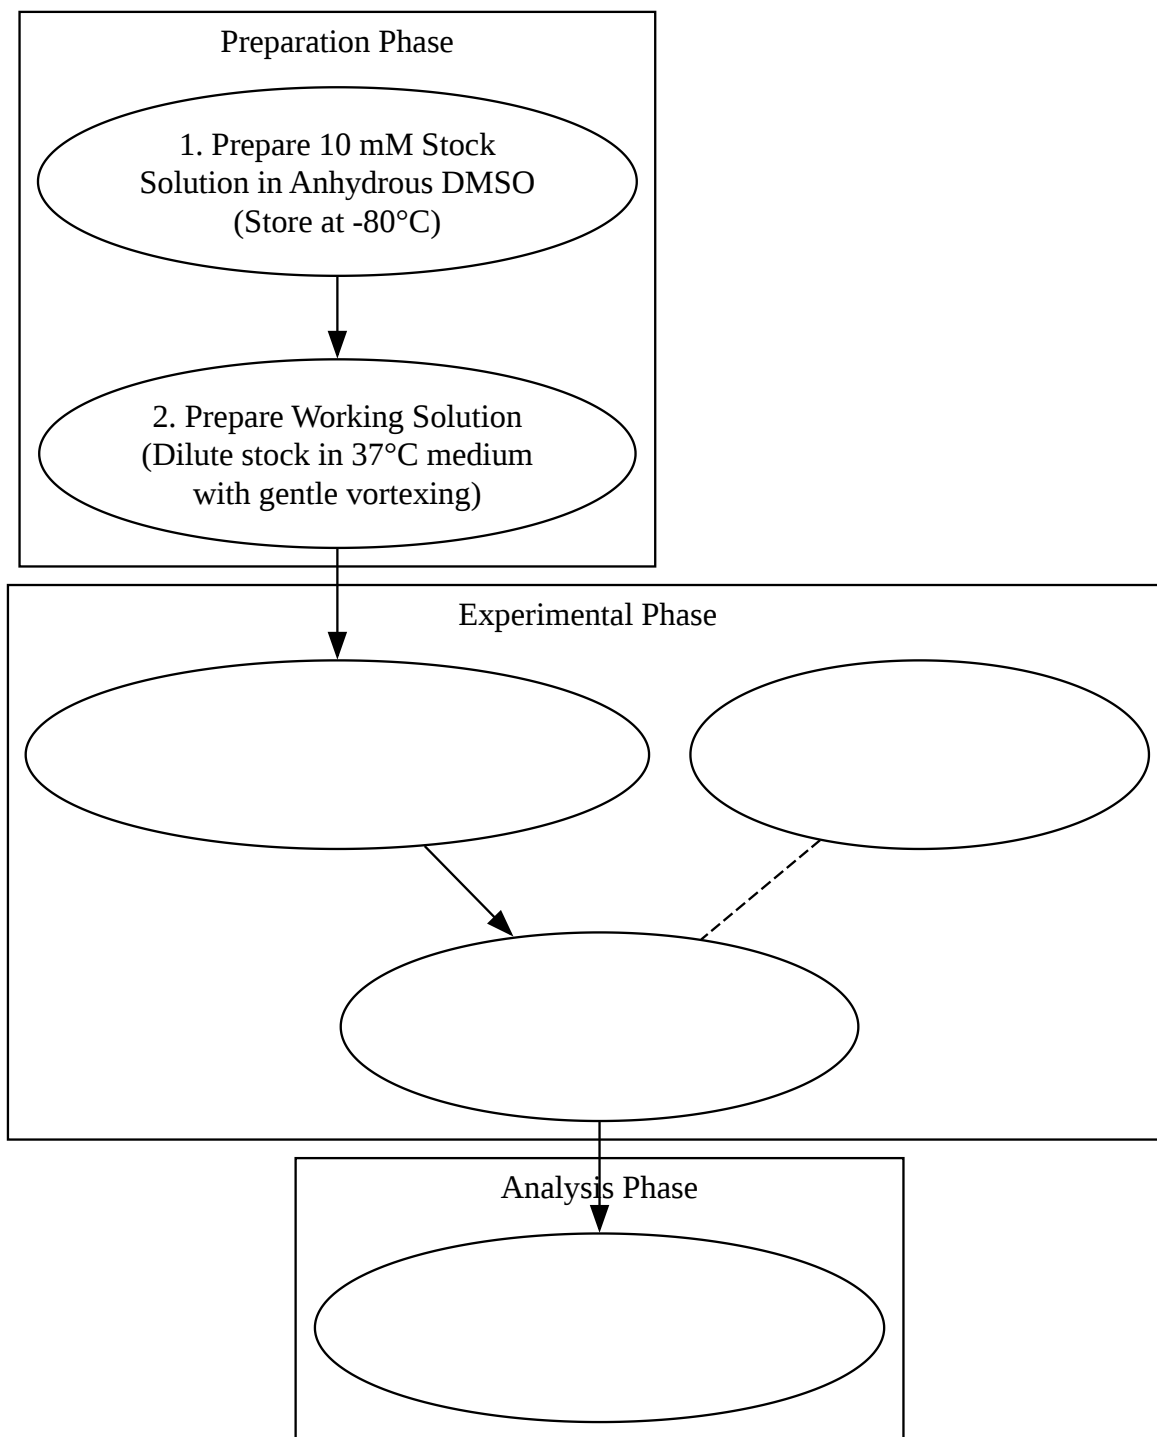 Preparation Phase
1. Prepare 10 mM Stock
Solution in Anhydrous DMSO
(Store at -80°C)
2. Prepare Working Solution
(Dilute stock in 37°C medium
with gentle vortexing)
Experimental Phase
Analysis Phase